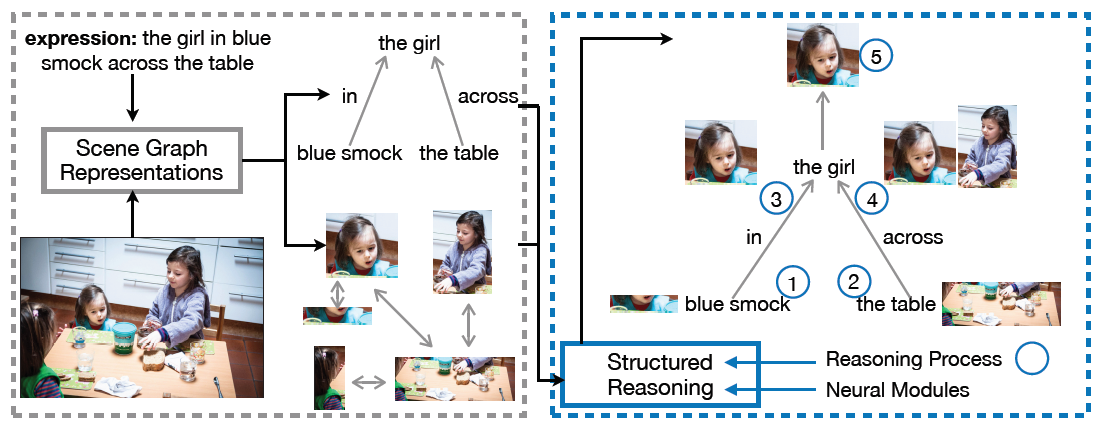 expression: the girl in blue
smock across the table
Scene Graph
Representations
the girl
in
across
blue smock
the table
5
the girl
3
4
in
across
1
2
blue smock
the table
Structured
Reasoning
Reasoning Process
Neural Modules